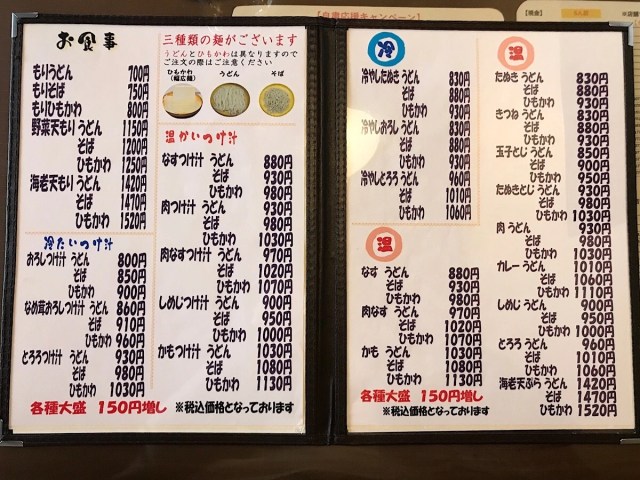 【自粛応援キャンペーン】
お食事
もりうどん 700円
もりそば 750円
もりひもかわ 800円
野菜天もり うどん 1150円
そば 1200円
ひもかわ 1250円
海老天もり うどん 1420円
そば 1470円
ひもかわ 1520円
冷たいつけ汁
おろしつけ汁 うどん 800円
そば 850円
ひもかわ 900円
なめ茸おろしつけ汁 うどん 860円
そば 910円
ひもかわ 960円
とろろつけ汁 うどん 930円
そば 980円
ひもかわ 1030円
三種類の麺がございます
うどんとひもかわは異なりますので
ご注文の際はご注意ください
ひもかわ
(幅広麺)
うどん
そば
温かいつけ汁
なすつけ汁 うどん 880円
そば 930円
ひもかわ 980円
肉つけ汁 うどん 930円
そば 980円
ひもかわ 1030円
肉なすつけ汁 うどん 970円
そば 1020円
ひもかわ 1070円
しめじつけ汁 うどん 900円
そば 950円
ひもかわ 1000円
かもつけ汁 うどん 1030円
そば 1080円
ひもかわ 1130円
各種大盛 150円増し ※税込価格となっております
冷
冷やしたぬき うどん 830円
そば 880円
ひもかわ 930円
冷やしおろし うどん 830円
そば 880円
ひもかわ 930円
冷やしとろろ うどん 960円
そば 1010円
ひもかわ 1060円
温
なす うどん 880円
そば 930円
ひもかわ 980円
肉なす うどん 970円
そば 1020円
ひもかわ 1070円
かも うどん 1030円
そば 1080円
ひもかわ 1130円
温
たぬき うどん 830円
そば 880円
ひもかわ 930円
きつね うどん 830円
そば 880円
ひもかわ 930円
玉子とじ うどん 850円
そば 900円
ひもかわ 950円
たぬきとじ うどん 930円
そば 980円
ひもかわ 1030円
肉 うどん 930円
そば 980円
ひもかわ 1030円
カレー うどん 1010円
そば 1060円
ひもかわ 1110円
しめじ うどん 900円
そば 950円
ひもかわ 1000円
とろろ うどん 960円
そば 1010円
ひもかわ 1060円
海老天ぷら うどん 1420円
そば 1470円
ひもかわ 1520円
各種大盛 150円増し ※税込価格となっております